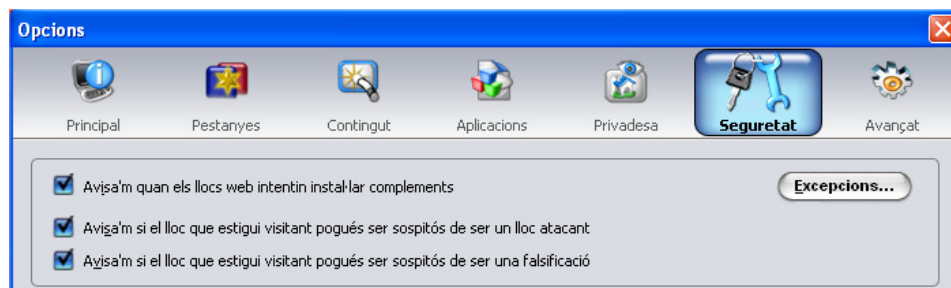 Opcions
Principal Pestanyes Contingut Aplicacions Privadesa Seguretat Avançat
Avisa'm quan els llocs web intentin instal·lar complements Excepcions...
Avisa'm si el lloc que estigui visitant pogués ser sospitós de ser un lloc atacant
Avisa'm si el lloc que estigui visitant pogués ser sospitós de ser una falsificació